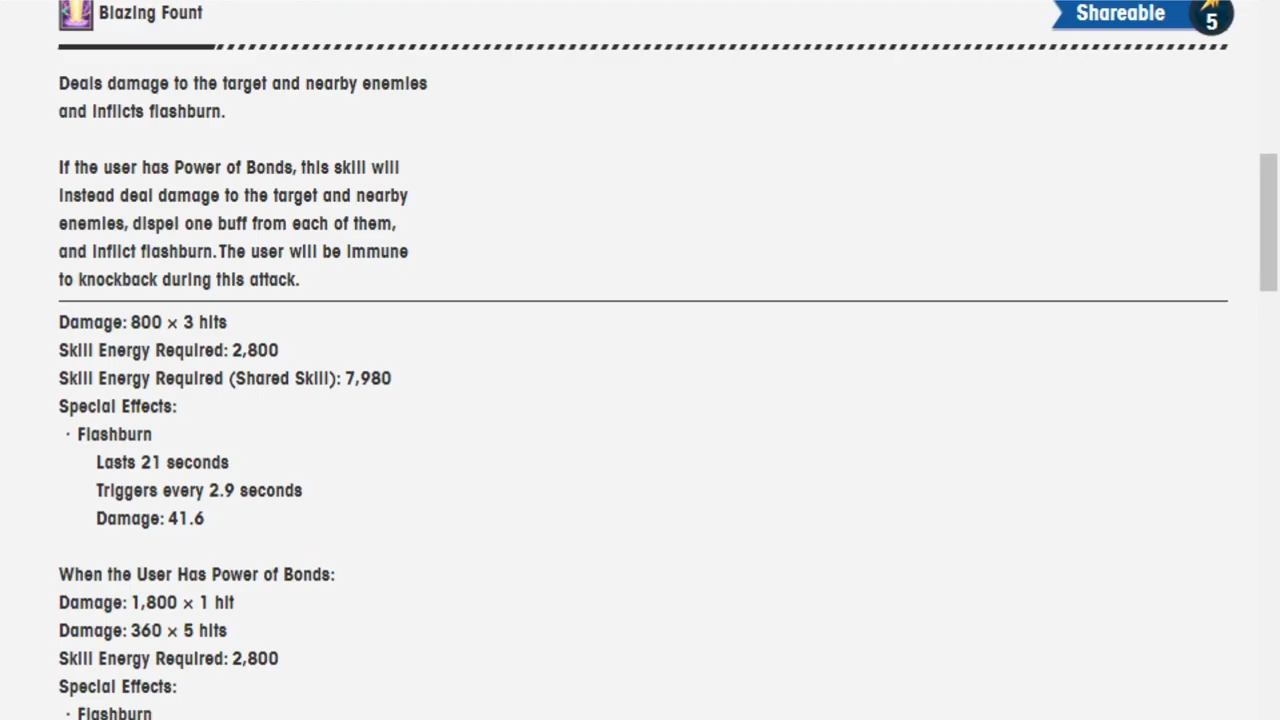 Blazing Fount
Shareable
5
Deals damage to the target and nearby enemies
and inflicts flashburn.
If the user has Power of Bonds, this skill will
instead deal damage to the target and nearby
enemies, dispel one buff from each of them,
and inflict flashburn. The user will be immune
to knockback during this attack.
Damage: 800 × 3 hits
Skill Energy Required: 2,800
Skill Energy Required (Shared Skill): 7,980
Special Effects:
· Flashburn
Lasts 21 seconds
Triggers every 2.9 seconds
Damage: 41.6
When the User Has Power of Bonds:
Damage: 1,800 × 1 hit
Damage: 360 × 5 hits
Skill Energy Required: 2,800
Special Effects:
· Flashburn